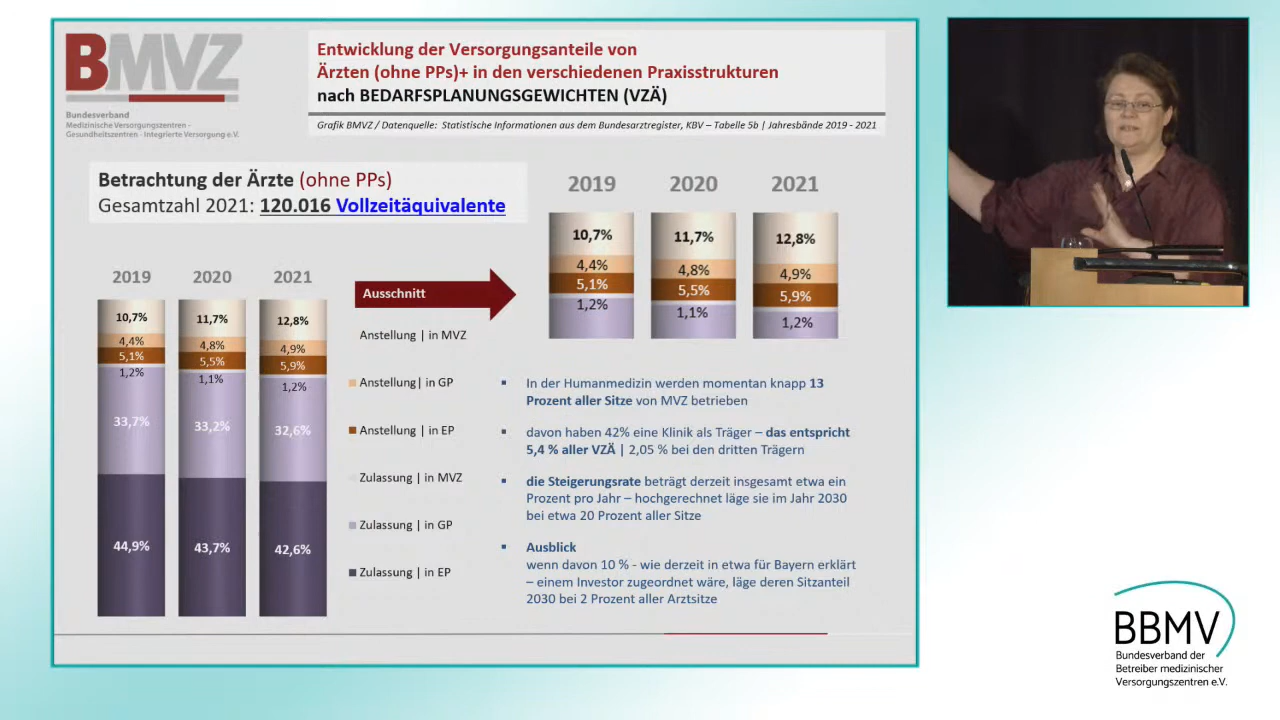 BMVZ
Bundesverband
Medizinische Versorgungszentren -
Gesundheitszentren - Integrierte Versorgung e.V.
Entwicklung der Versorgungsanteile von
Ärzten (ohne PPs)+ in den verschiedenen Praxisstrukturen
nach BEDARFSPLANUNGSGEWICHTEN (VZÄ)
Grafik BMVZ / Datenquelle: Statistische Informationen aus dem Bundesarztregister, KBV – Tabelle 5b | Jahresbände 2019 - 2021
Betrachtung der Ärzte (ohne PPs)
Gesamtzahl 2021: 120.016 Vollzeitäquivalente
2019 2020 2021
10,7% 11,7% 12,8%
4,4% 4,8% 4,9%
5,1% 5,5% 5,9%
1,2% 1,1% 1,2%
33,7% 33,2% 32,6%
44,9% 43,7% 42,6%
Ausschnitt
Anstellung | in MVZ
Anstellung| in GP
Anstellung | in EP
Zulassung | in MVZ
Zulassung | in GP
Zulassung | in EP
2019 2020 2021
10,7% 11,7% 12,8%
4,4% 4,8% 4,9%
5,1% 5,5% 5,9%
1,2% 1,1% 1,2%
▪ In der Humanmedizin werden momentan knapp 13
Prozent aller Sitze von MVZ betrieben
▪ davon haben 42% eine Klinik als Träger – das entspricht
5,4 % aller VZÄ | 2,05 % bei den dritten Trägern
▪ die Steigerungsrate beträgt derzeit insgesamt etwa ein
Prozent pro Jahr – hochgerechnet läge sie im Jahr 2030
bei etwa 20 Prozent aller Sitze
▪ Ausblick
wenn davon 10 % - wie derzeit in etwa für Bayern erklärt
– einem Investor zugeordnet wäre, läge deren Sitzanteil
2030 bei 2 Prozent aller Arztsitze
BBMV
Bundesverband der
Betreiber medizinischer
Versorgungszentren e.V.